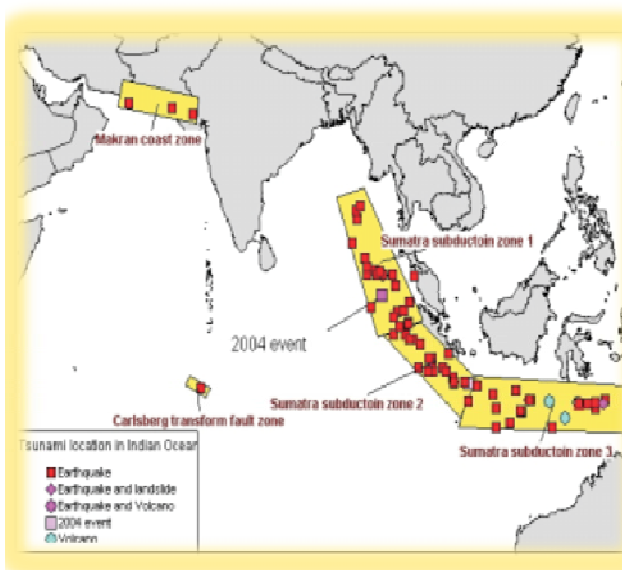 Makran coast zone
Sumatra subductoin zone 1
2004 event
Sumatra subductoin zone 2
Carlsberg transform fault zone
Sumatra subductoin zone 3
Tsunami location in Indian Ocean
Earthquake
Earthquake and landslide
Earthquake and Volcano
2004 event
Volcano